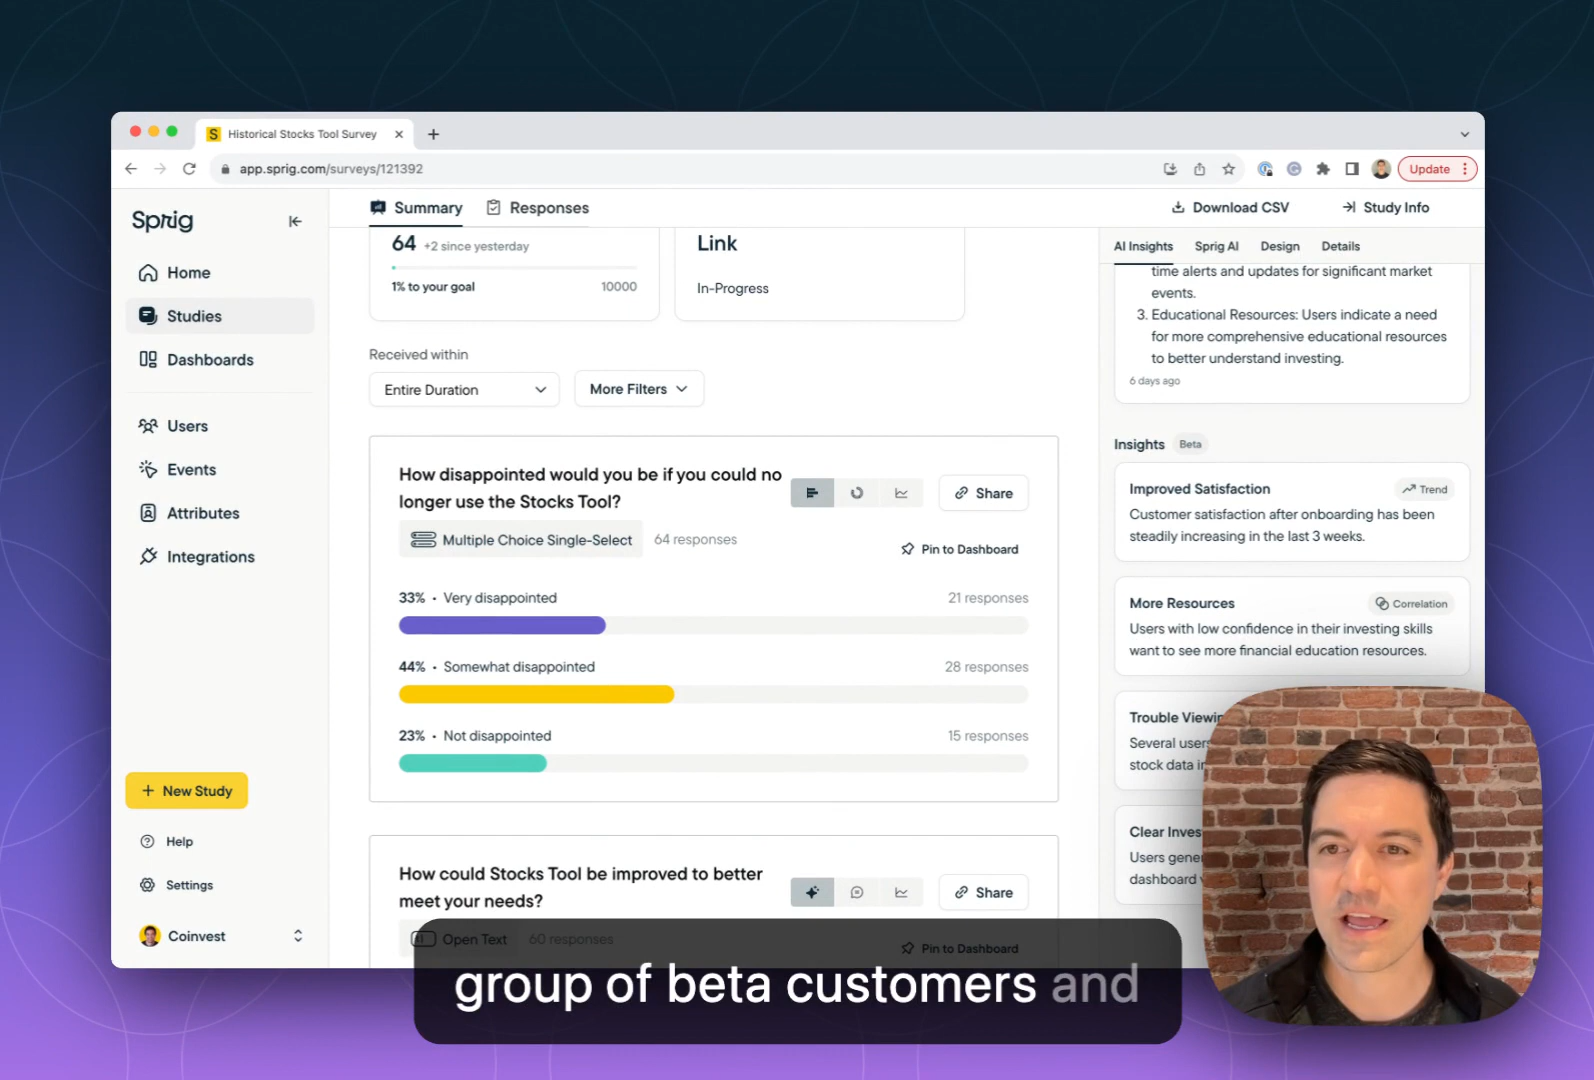 Historical Stocks Tool Survey
app.sprig.com/surveys/121392
Update
Sprig
Home
Studies
Dashboards
Users
Events
Attributes
Integrations
New Study
Help
Settings
Coinvest
Summary
Responses
Download CSV
Study Info
64 +2 since yesterday
1% to your goal
10000
Link
In-Progress
Received within
Entire Duration
More Filters
How disappointed would you be if you could no
longer use the Stocks Tool?
Share
Multiple Choice Single-Select
64 responses
Pin to Dashboard
33% • Very disappointed
21 responses
44% • Somewhat disappointed
28 responses
23% • Not disappointed
15 responses
How could Stocks Tool be improved to better
meet your needs?
Share
Open Text
60 responses
Pin to Dashboard
AI Insights
Sprig AI
Design
Details
time alerts and updates for significant market
events.
3. Educational Resources: Users indicate a need
for more comprehensive educational resources
to better understand investing.
6 days ago
Insights
Beta
Improved Satisfaction
Trend
Customer satisfaction after onboarding has been
steadily increasing in the last 3 weeks.
More Resources
Correlation
Users with low confidence in their investing skills
want to see more financial education resources.
Trouble
Several
stock data
Clear
Users
dashboard
group of beta customers and